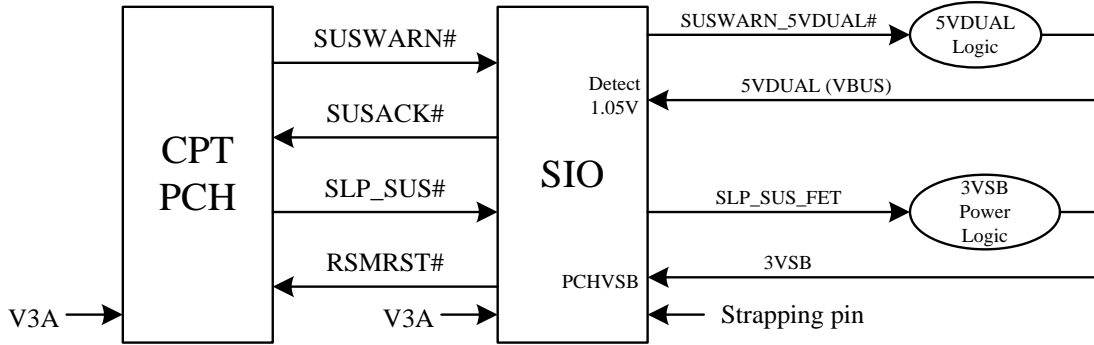 SUSWARN#
SUSWARN_5VDUAL#
5VDUAL
Logic
Detect
1.05V
5VDUAL (VBUS)
SUSACK#
CPT
PCH
SIO
SLP_SUS#
SLP_SUS_FET
3VSB
Power
Logic
RSMRST#
3VSB
PCHVSB
V3A
V3A
Strapping pin